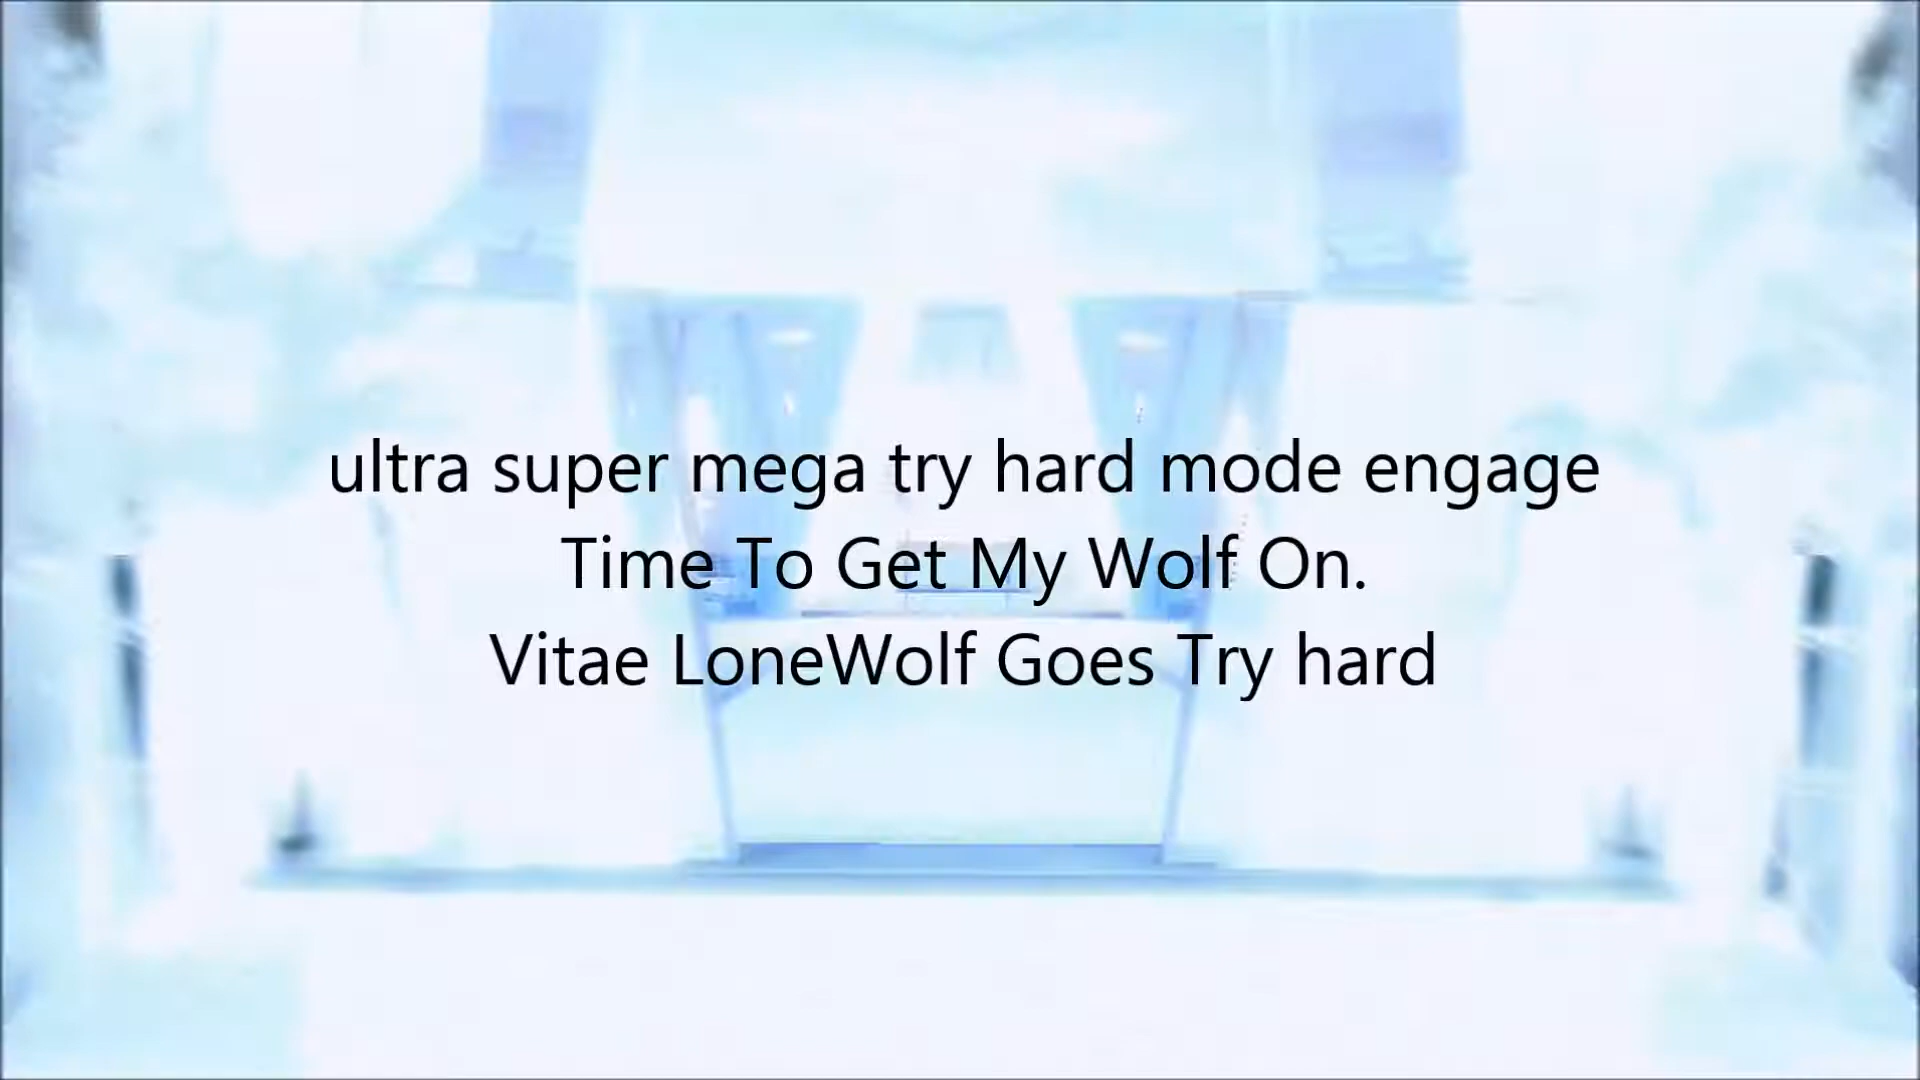 ultra super mega try hard mode engage
Time To Get My Wolf On.
Vitae LoneWolf Goes Try hard